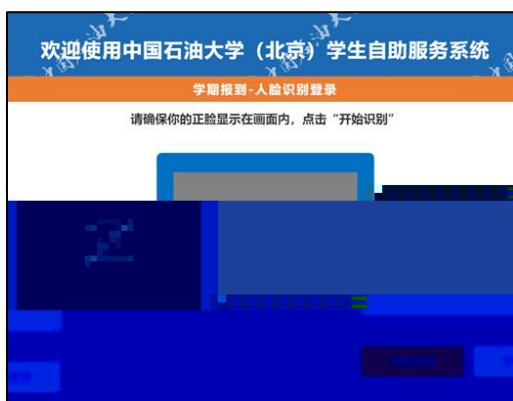 欢迎使用中国石油大学（北京）学生自助服务系统
学期报到-人脸识别登录
请确保你的正脸显示在画面内，点击“开始识别”